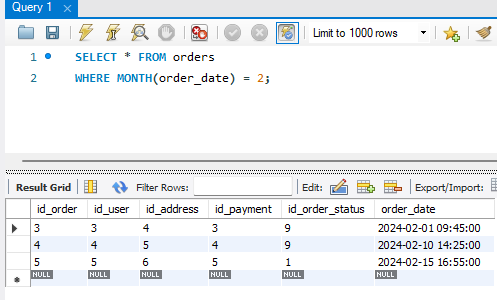 Query 1
Limit to 1000 rows
1 SELECT * FROM orders
2 WHERE MONTH(order_date) = 2;
Result Grid Filter Rows: Edit: Export/Import:
id_order id_user id_address id_payment id_order_status order_date
3 3 4 3 9 2024-02-01 09:45:00
4 4 5 4 9 2024-02-10 14:25:00
5 5 6 5 1 2024-02-15 16:55:00
NULL NULL NULL NULL NULL NULL